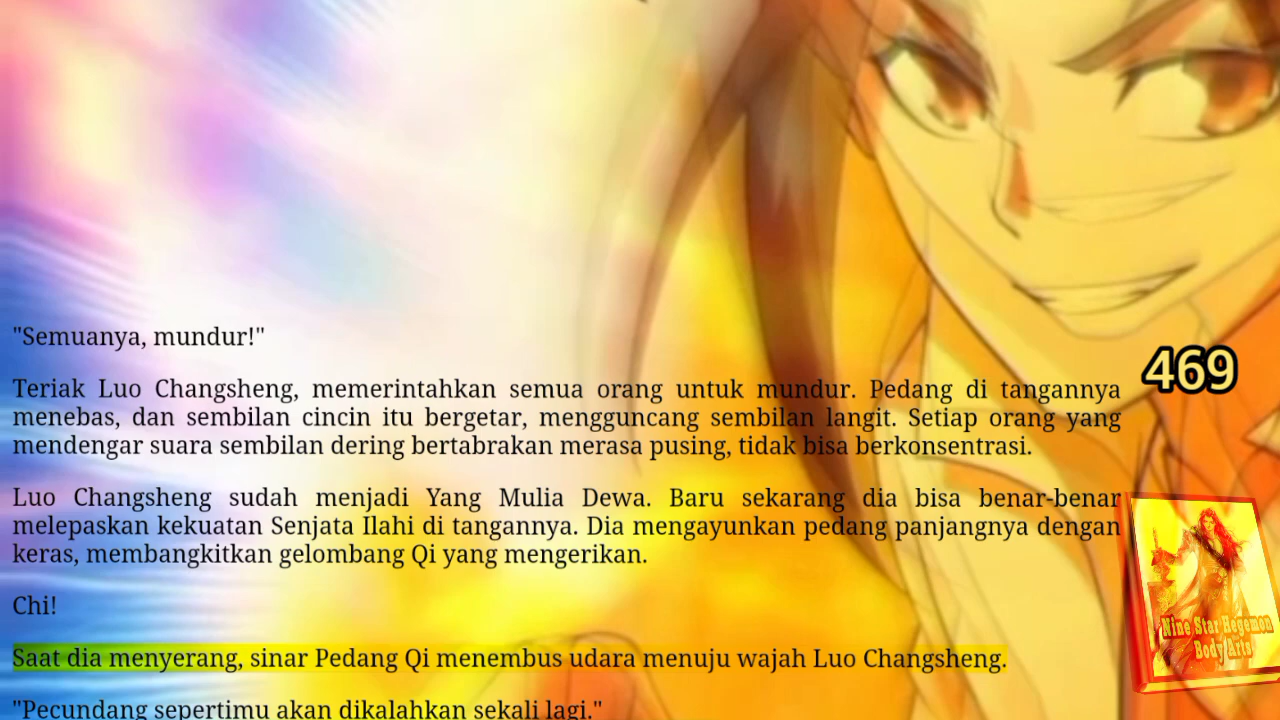 "Semuanya, mundur!"
Teriak Luo Changsheng, memerintahkan semua orang untuk mundur. Pedang di tangannya
menebas, dan sembilan cincin itu bergetar, mengguncang sembilan langit. Setiap orang yang
mendengar suara sembilan dering bertabrakan merasa pusing, tidak bisa berkonsentrasi.
Luo Changsheng sudah menjadi Yang Mulia Dewa. Baru sekarang dia bisa benar-benar
melepaskan kekuatan Senjata Ilahi di tangannya. Dia mengayunkan pedang panjangnya dengan
keras, membangkitkan gelombang Qi yang mengerikan.
Chi!
Saat dia menyerang, sinar Pedang Qi menembus udara menuju wajah Luo Changsheng.
"Pecundang sepertimu akan dikalahkan sekali lagi."
469
Nine Star Hegemon
Body Arts